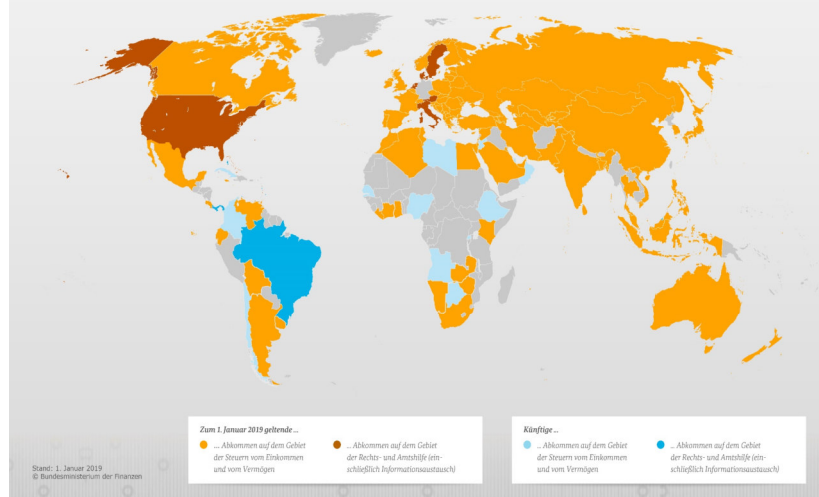 Zum 1. Januar 2019 geltende ...
... Abkommen auf dem Gebiet
der Steuern vom Einkommen
und vom Vermögen
... Abkommen auf dem Gebiet
der Rechts- und Amtshilfe (ein-
schließlich Informationsaustausch)
Künftige ...
... Abkommen auf dem Gebiet
der Steuern vom Einkommen
und vom Vermögen
... Abkommen auf dem Gebiet
der Rechts- und Amtshilfe (ein-
schließlich Informationsaustausch)
Stand: 1. Januar 2019
© Bundesministerium der Finanzen